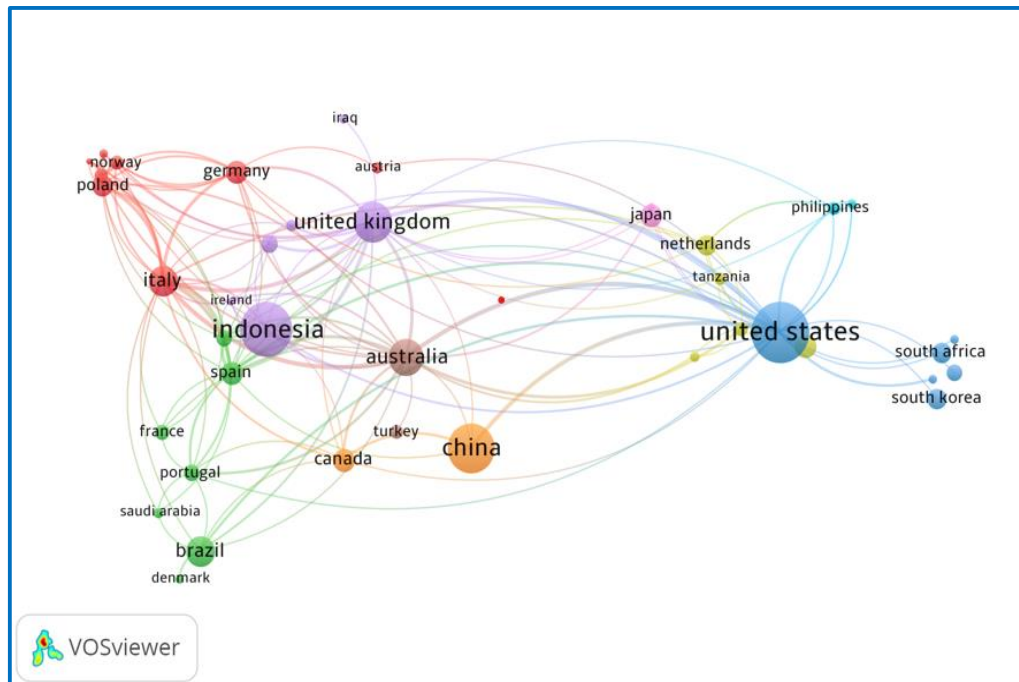 iraq
norway
germany
austria
poland
philippines
japan
united kingdom
netherlands
tanzania
italy
ireland
indonesia
united states
australia
south africa
spain
south korea
france
turkey
china
canada
portugal
saudi arabia
brazil
denmark
VOSviewer